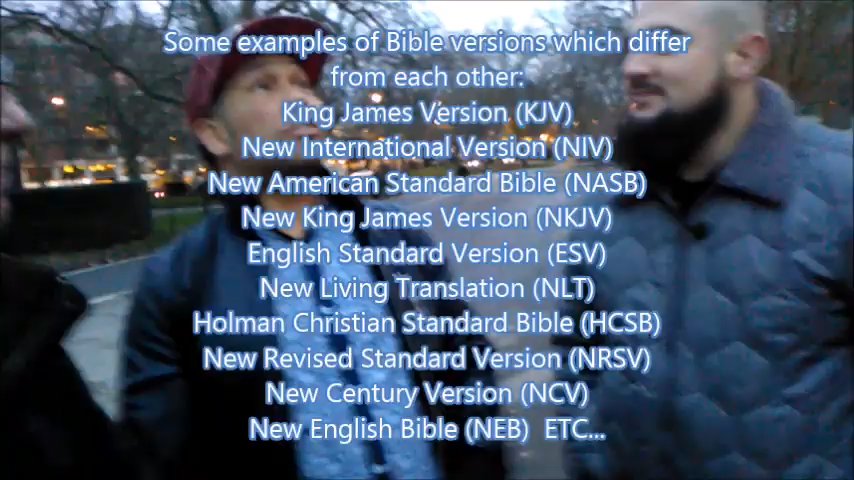 Some examples of Bible versions which differ
from each other:
King James Version (KJV)
New International Version (NIV)
New American Standard Bible (NASB)
New King James Version (NKJV)
English Standard Version (ESV)
New Living Translation (NLT)
Holman Christian Standard Bible (HCSB)
New Revised Standard Version (NRSV)
New Century Version (NCV)
New English Bible (NEB)  ETC...